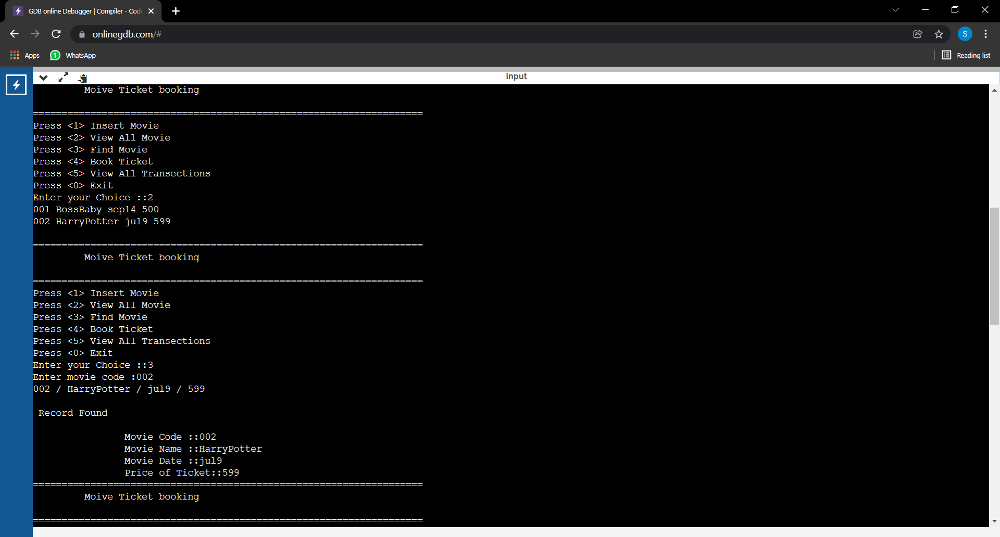 GDB online Debugger | Compiler - Cod
onlinegdb.com/#
S
Apps
1
WhatsApp
Reading list
input
Moive Ticket booking
====================================================================
Press <1> Insert Movie
Press <2> View All Movie
Press <3> Find Movie
Press <4> Book Ticket
Press <5> View All Transections
Press <0> Exit
Enter your Choice ::2
001 BossBaby sep14 500
002 HarryPotter jul9 599
====================================================================
Moive Ticket booking
====================================================================
Press <1> Insert Movie
Press <2> View All Movie
Press <3> Find Movie
Press <4> Book Ticket
Press <5> View All Transections
Press <0> Exit
Enter your Choice ::3
Enter movie code :002
002 / HarryPotter / jul9 / 599
Record Found
Movie Code ::002
Movie Name ::HarryPotter
Movie Date ::jul9
Price of Ticket::599
====================================================================
Moive Ticket booking
====================================================================